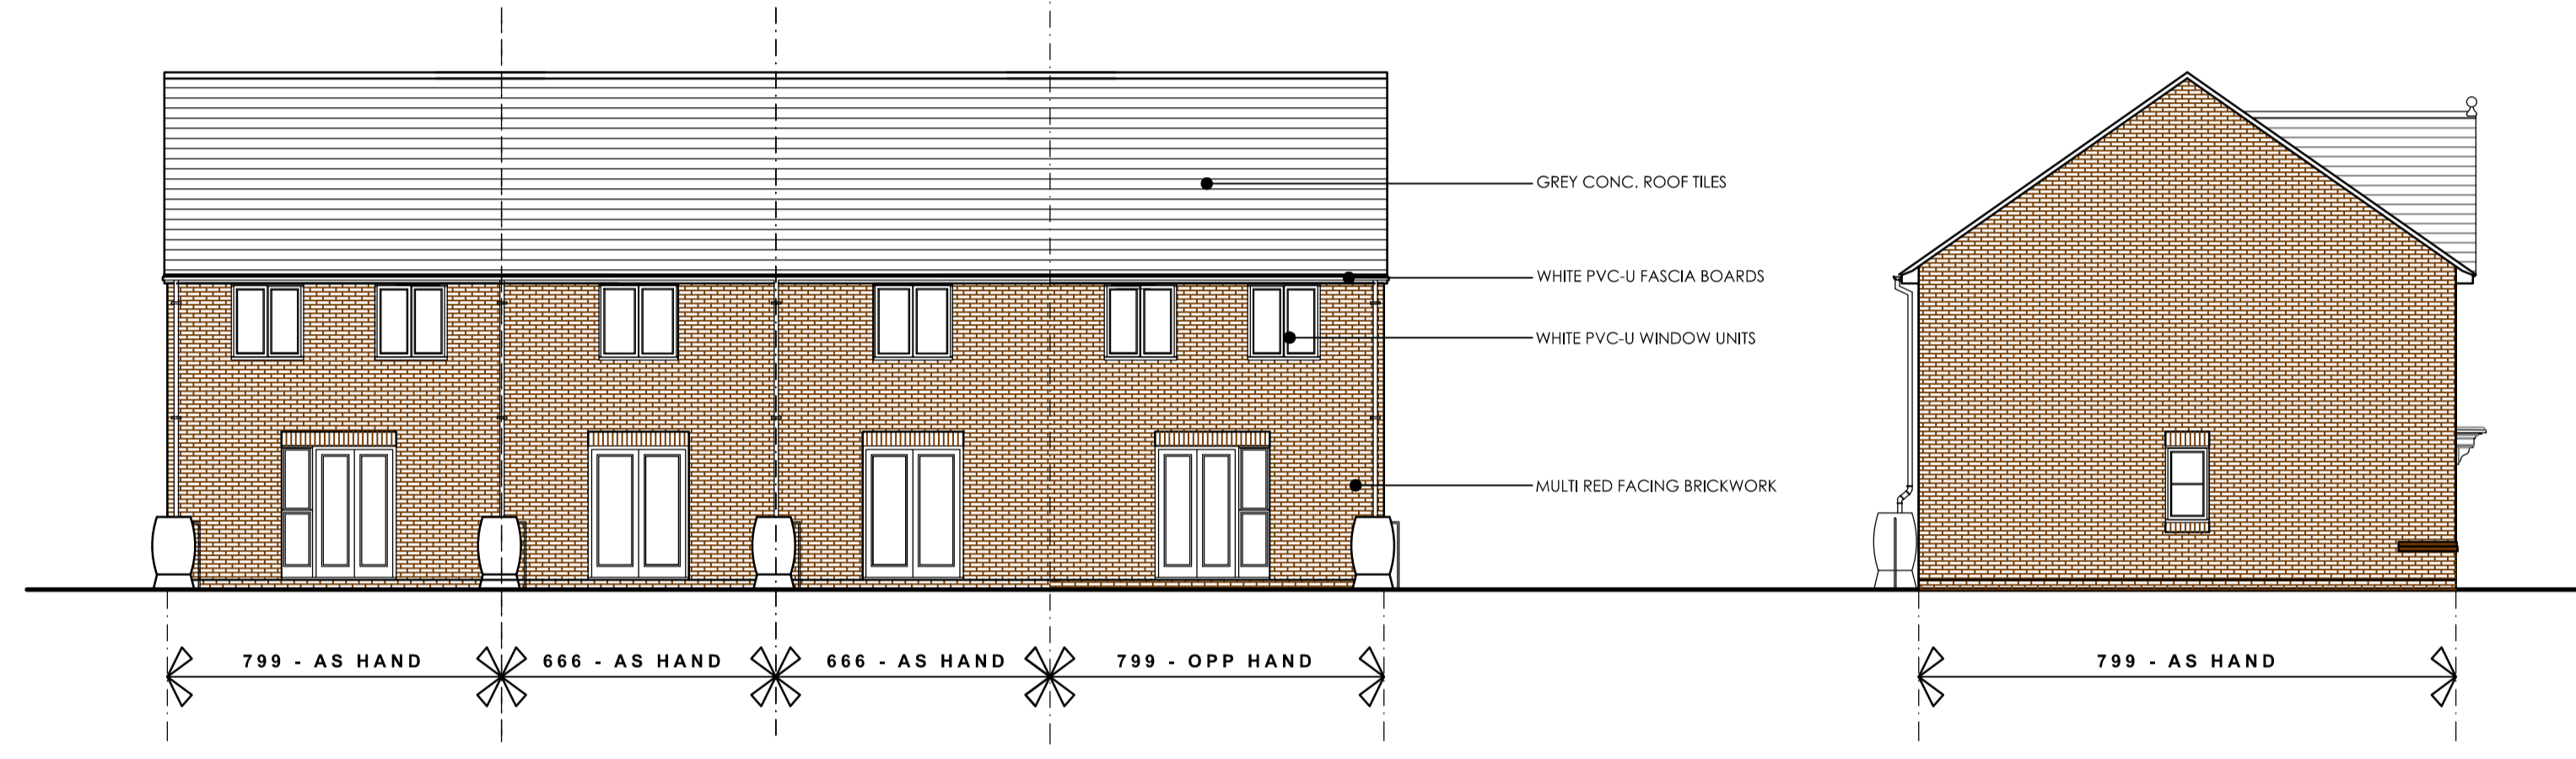 GREY CONC. ROOF TILES
WHITE PVC-U FASCIA BOARDS
WHITE PVC-U WINDOW UNITS
MULTI RED FACING BRICKWORK
799 - AS HAND
666 - AS HAND
666 - AS HAND
799 - OPP HAND
799 - AS HAND